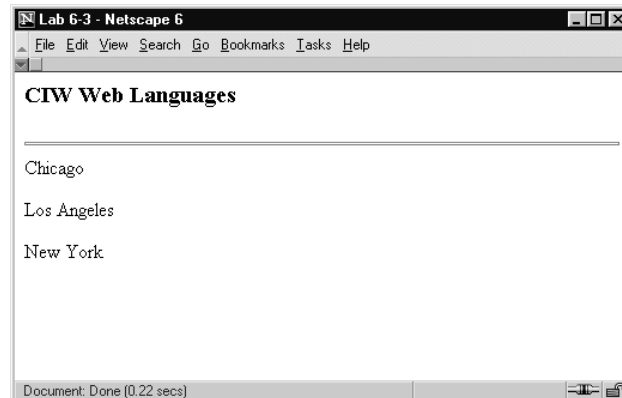 N Lab 6-3 - Netscape 6
File Edit View Search Go Bookmarks Tasks Help
CIW Web Languages
Chicago
Los Angeles
New York
Document: Done (0.22 secs)